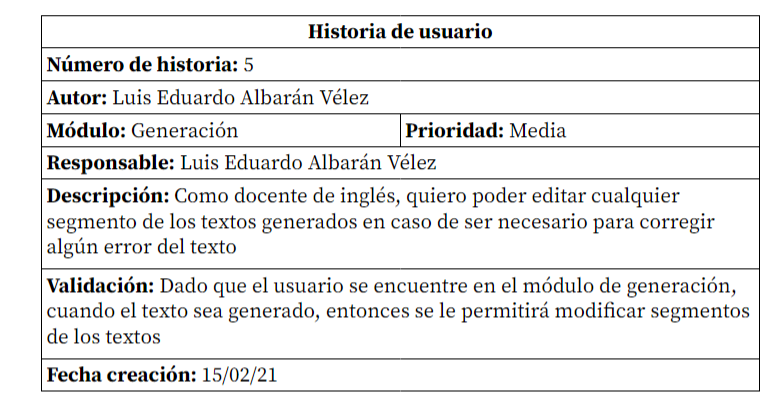 Historia de usuario
Número de historia: 5
Autor: Luis Eduardo Albarán Vélez
Módulo: Generación
Prioridad: Media
Responsable: Luis Eduardo Albarán Vélez
Descripción: Como docente de inglés, quiero poder editar cualquier
segmento de los textos generados en caso de ser necesario para corregir
algún error del texto
Validación: Dado que el usuario se encuentre en el módulo de generación,
cuando el texto sea generado, entonces se le permitirá modificar segmentos
de los textos
Fecha creación: 15/02/21